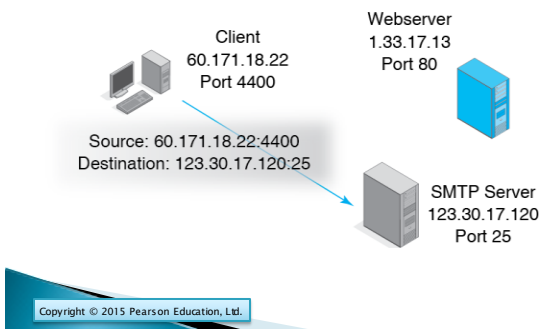 Client
60.171.18.22
Port 4400
Webserver
1.33.17.13
Port 80
Source: 60.171.18.22:4400
Destination: 123.30.17.120:25
SMTP Server
123.30.17.120
Port 25
Copyright © 2015 Pearson Education, Ltd.